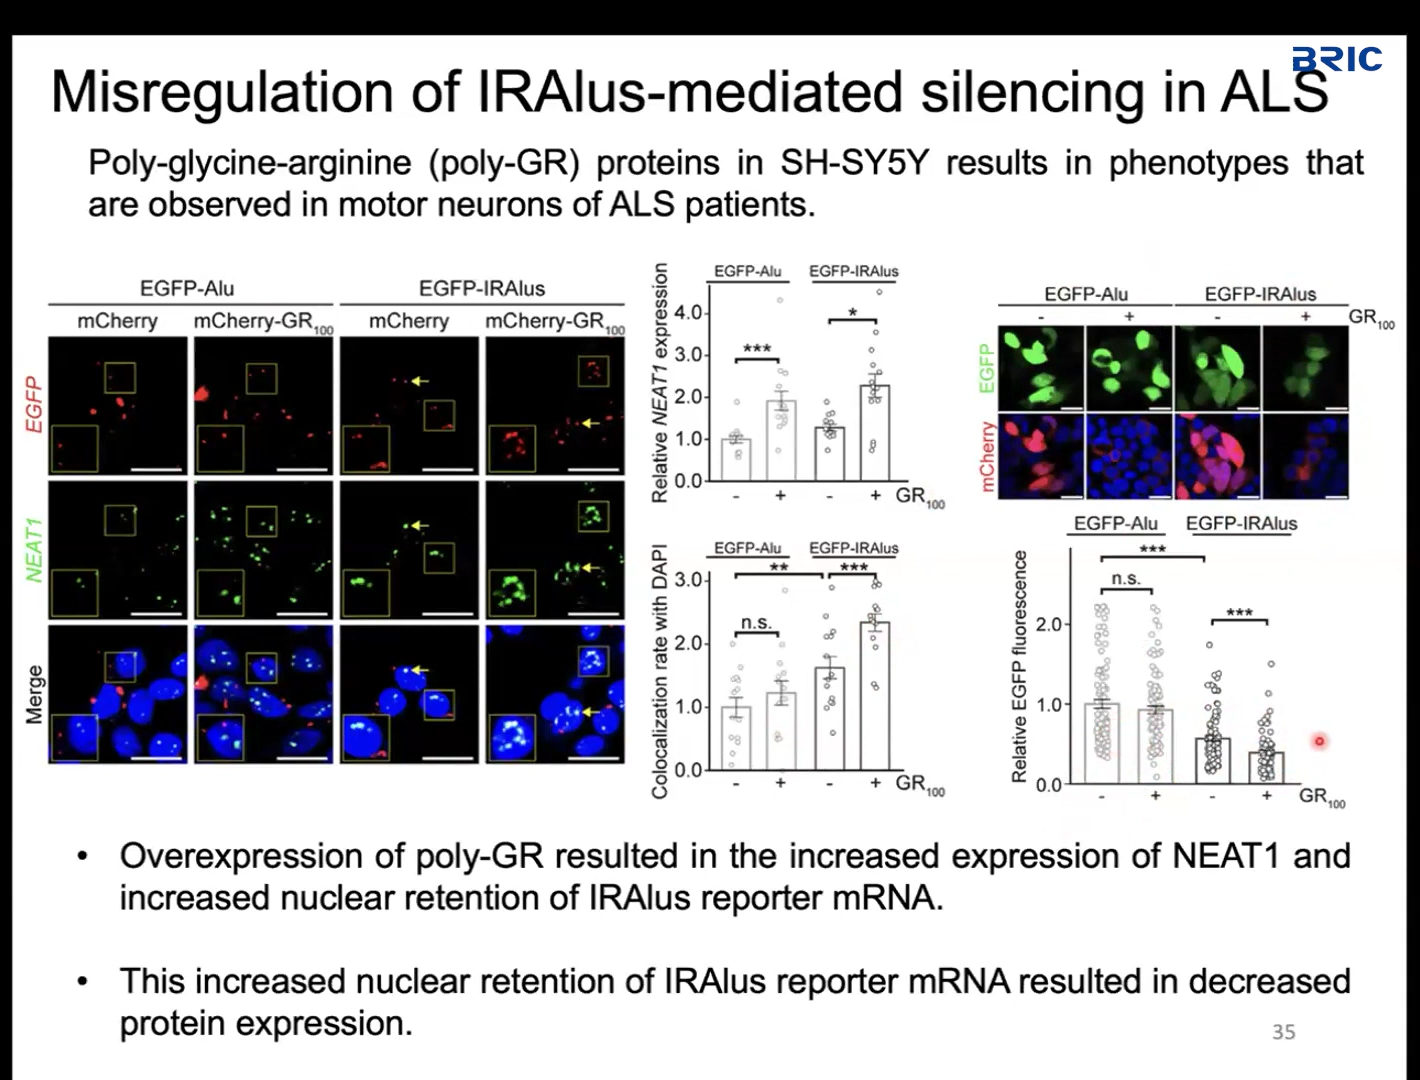 BRIC
Misregulation of IRAlus-mediated silencing in ALS
Poly-glycine-arginine (poly-GR) proteins in SH-SY5Y results in phenotypes that
are observed in motor neurons of ALS patients.
EGFP-Alu EGFP-IRAlus
mCherry mCherry-GR100 mCherry mCherry-GR100
EGFP
NEAT1
Merge
EGFP-Alu EGFP-IRAlus
Relative NEAT1 expression
4.0
3.0
2.0
1.0
0.0
*** *
- + - + GR100
EGFP-Alu EGFP-IRAlus
Colocalization rate with DAPI
3.0
2.0
1.0
0.0
** ***
n.s.
- + - + GR100
EGFP-Alu EGFP-IRAlus
- + - + GR100
EGFP
mCherry
EGFP-Alu EGFP-IRAlus
Relative EGFP fluorescence
2.0
1.0
0.0
***
n.s. ***
- + - + GR100
• Overexpression of poly-GR resulted in the increased expression of NEAT1 and
increased nuclear retention of IRAlus reporter mRNA.
• This increased nuclear retention of IRAlus reporter mRNA resulted in decreased
protein expression.
35